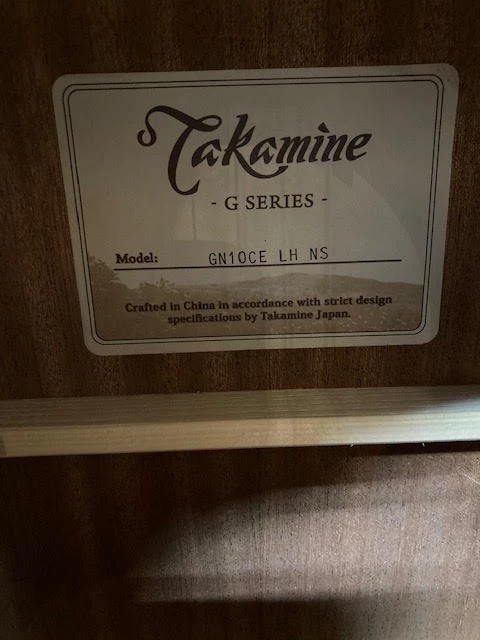 Takamine
- G SERIES -
Model: GN10CE LH NS
Crafted in China in accordance with strict design
specifications by Takamine Japan.